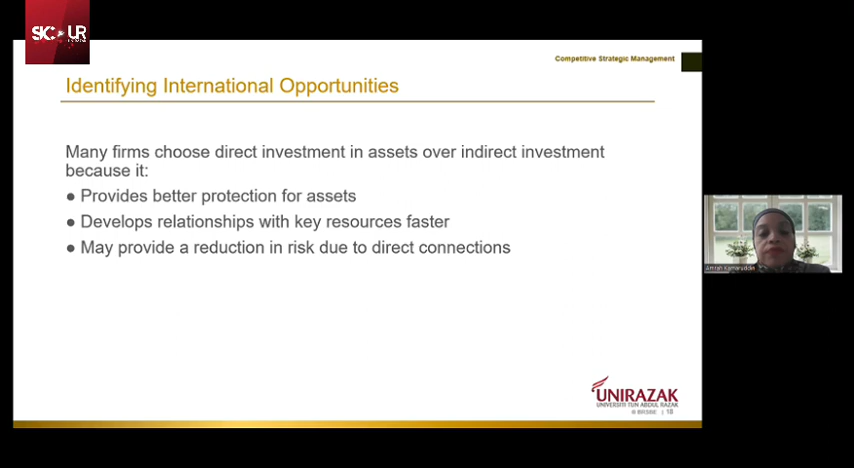 Competitive Strategic Management
Identifying International Opportunities
Many firms choose direct investment in assets over indirect investment
because it:
● Provides better protection for assets
● Develops relationships with key resources faster
● May provide a reduction in risk due to direct connections
UNIRAZAK
UNIVERSITI TUN ABDUL RAZAK
| 18